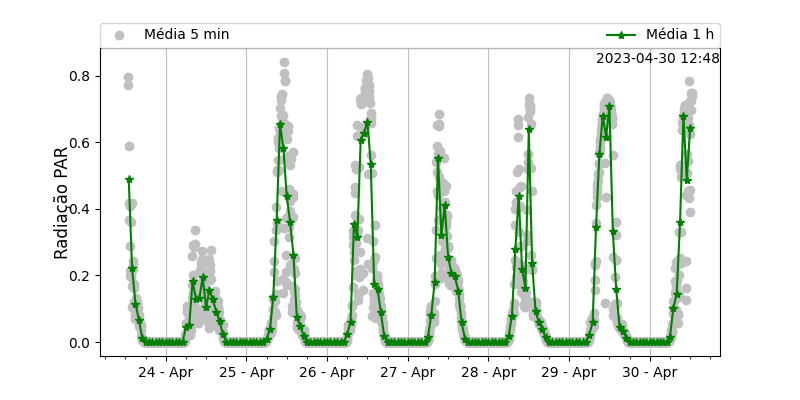 Média 5 min Média 1 h
2023-04-30 12:48
Radiação PAR
0.8
0.6
0.4
0.2
0.0
24 - Apr 25 - Apr 26 - Apr 27 - Apr 28 - Apr 29 - Apr 30 - Apr